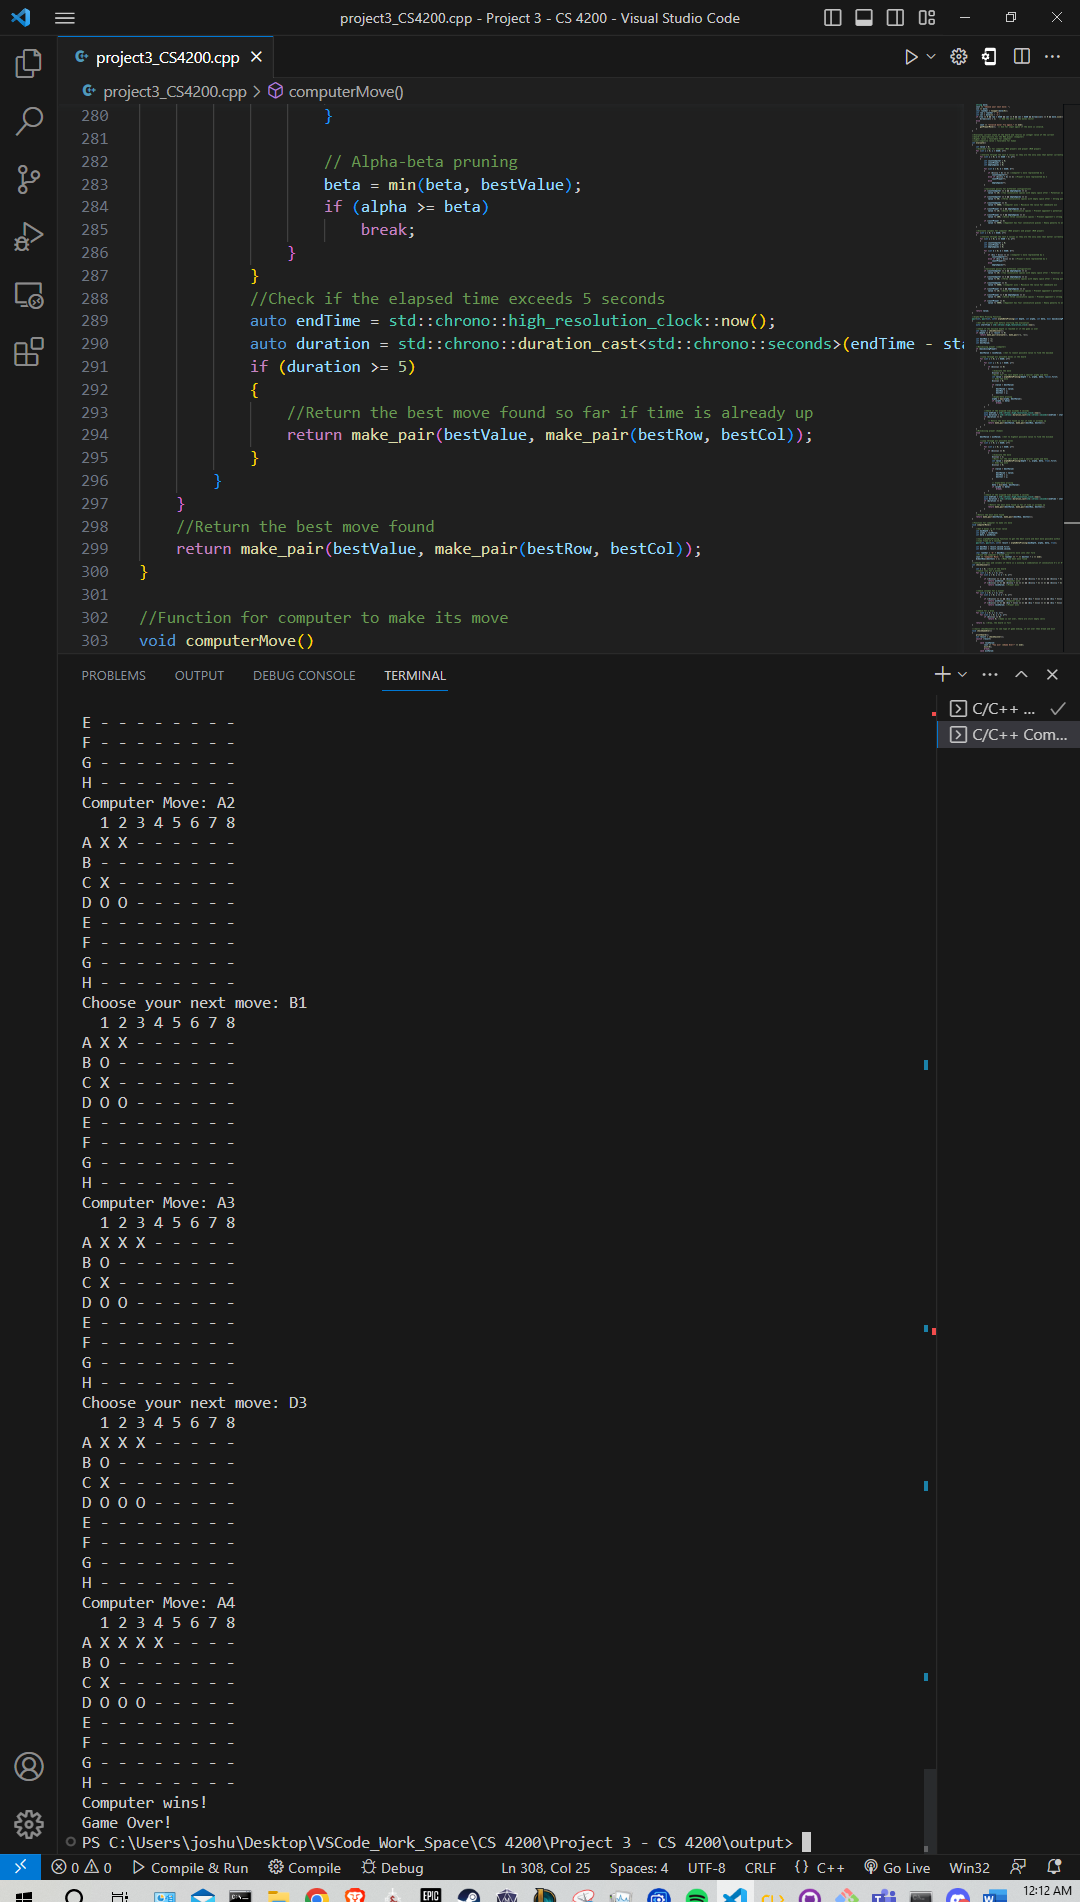 project3_CS4200.cpp - Project 3 - CS 4200 - Visual Studio Code
project3_CS4200.cpp
project3_CS4200.cpp > computerMove()
280 }
281
282 // Alpha-beta pruning
283 beta = min(beta, bestValue);
284 if (alpha >= beta)
285 break;
286 }
287 }
288 //Check if the elapsed time exceeds 5 seconds
289 auto endTime = std::chrono::high_resolution_clock::now();
290 auto duration = std::chrono::duration_cast<std::chrono::seconds>(endTime - sta
291 if (duration >= 5)
292 {
293 //Return the best move found so far if time is already up
294 return make_pair(bestValue, make_pair(bestRow, bestCol));
295 }
296 }
297 }
298 //Return the best move found
299 return make_pair(bestValue, make_pair(bestRow, bestCol));
300 }
301
302 //Function for computer to make its move
303 void computerMove()
PROBLEMS OUTPUT DEBUG CONSOLE TERMINAL
C/C++ ...
C/C++ Com...
E - - - - - - - -
F - - - - - - - -
G - - - - - - - -
H - - - - - - - -
Computer Move: A2
1 2 3 4 5 6 7 8
A X X - - - - - -
B - - - - - - - -
C X - - - - - - -
D O O - - - - - -
E - - - - - - - -
F - - - - - - - -
G - - - - - - - -
H - - - - - - - -
Choose your next move: B1
1 2 3 4 5 6 7 8
A X X - - - - - -
B O - - - - - - -
C X - - - - - - -
D O O - - - - - -
E - - - - - - - -
F - - - - - - - -
G - - - - - - - -
H - - - - - - - -
Computer Move: A3
1 2 3 4 5 6 7 8
A X X X - - - - -
B O - - - - - - -
C X - - - - - - -
D O O - - - - - -
E - - - - - - - -
F - - - - - - - -
G - - - - - - - -
H - - - - - - - -
Choose your next move: D3
1 2 3 4 5 6 7 8
A X X X - - - - -
B O - - - - - - -
C X - - - - - - -
D O O O - - - - -
E - - - - - - - -
F - - - - - - - -
G - - - - - - - -
H - - - - - - - -
Computer Move: A4
1 2 3 4 5 6 7 8
A X X X X - - - -
B O - - - - - - -
C X - - - - - - -
D O O O - - - - -
E - - - - - - - -
F - - - - - - - -
G - - - - - - - -
H - - - - - - - -
Computer wins!
Game Over!
PS C:\Users\joshu\Desktop\VSCode_Work_Space\CS 4200\Project 3 - CS 4200\output>
0 0 Compile & Run Compile Debug Ln 308, Col 25 Spaces: 4 UTF-8 CRLF {} C++ Go Live Win32
EPIC CL 12:12 AM